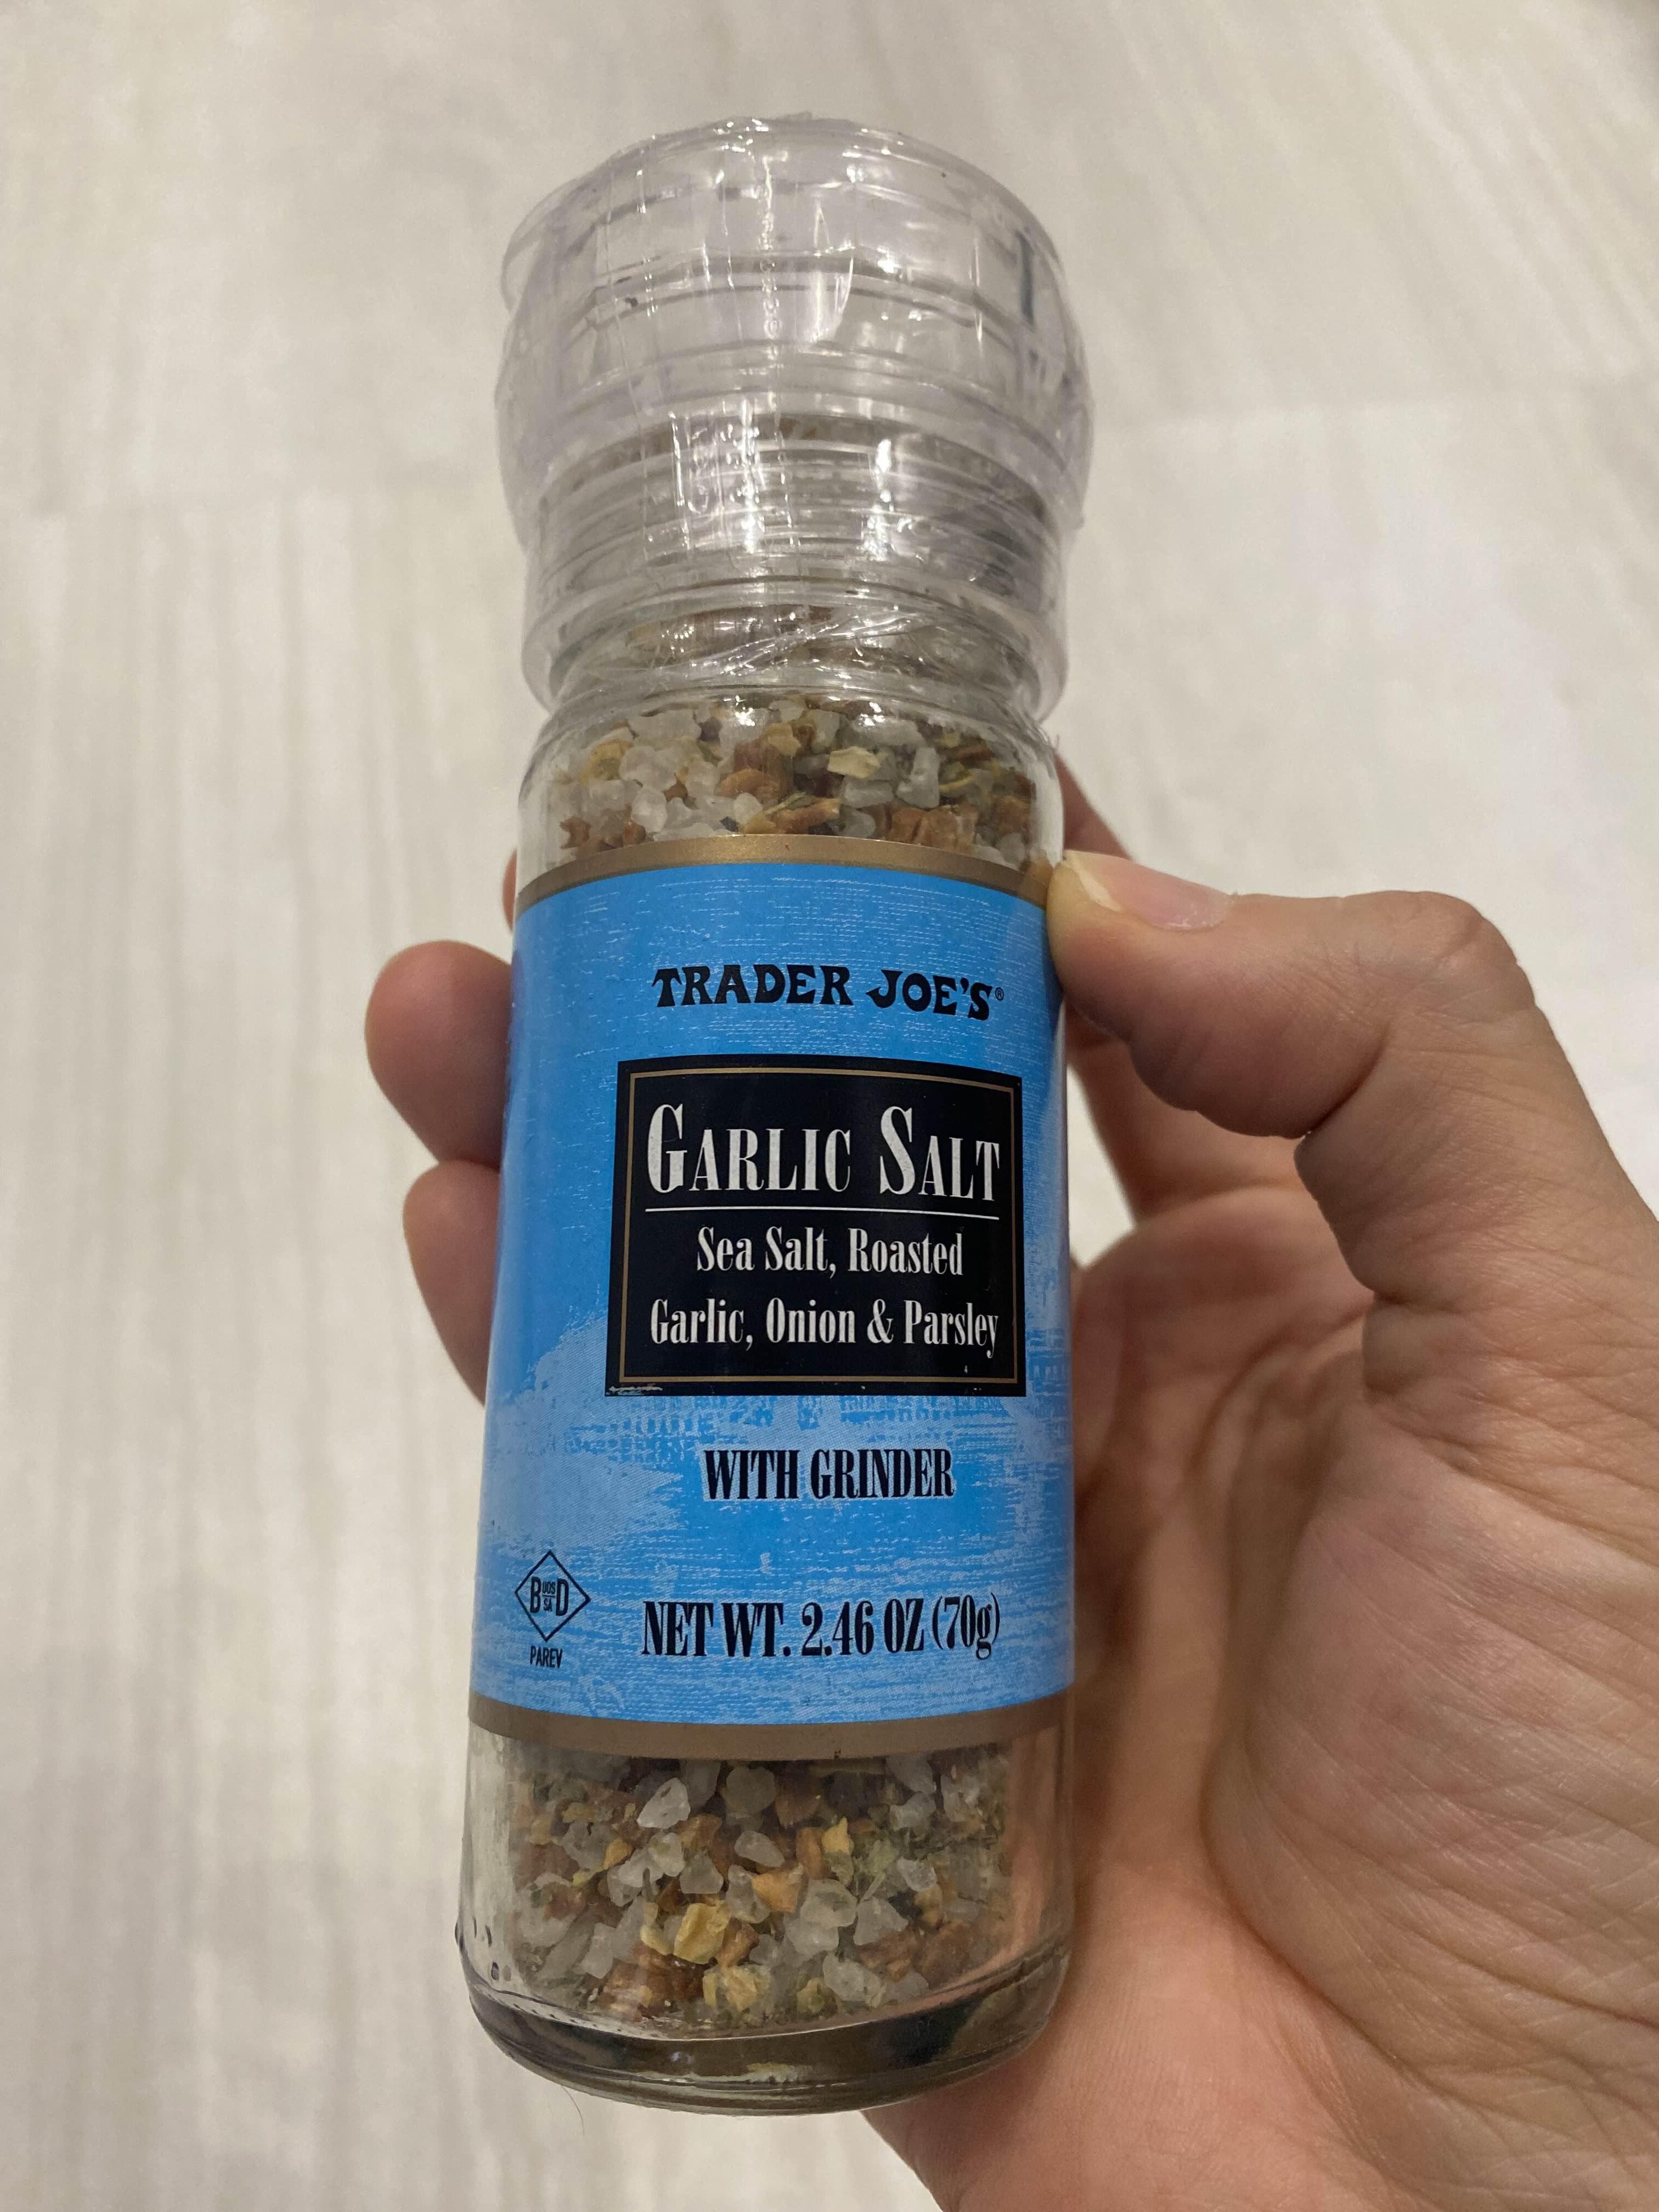 TRADER JOE'S®
GARLIC SALT
Sea Salt, Roasted
Garlic, Onion & Parsley
WITH GRINDER
BUOSSAD
PAREV
NET WT. 2.46 OZ (70g)